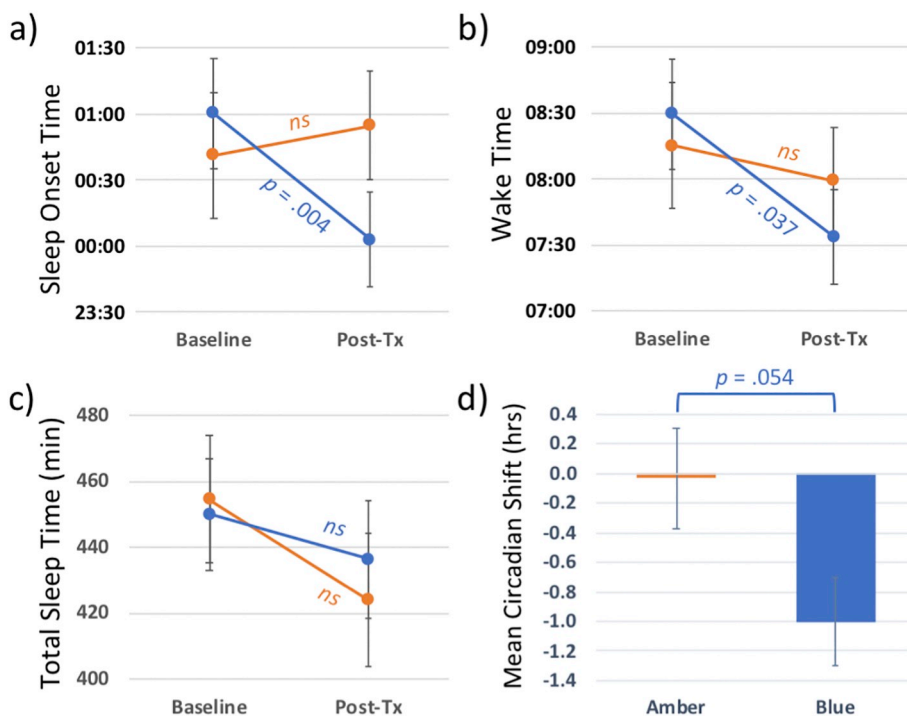 a)
Sleep Onset Time
01:30
01:00
00:30
00:00
23:30
ns
p = .004
Baseline
Post-Tx
b)
Wake Time
09:00
08:30
08:00
07:30
07:00
ns
p = .037
Baseline
Post-Tx
c)
Total Sleep Time (min)
480
460
440
420
400
ns
ns
Baseline
Post-Tx
d)
p = .054
Mean Circadian Shift (hrs)
0.4
0.2
0.0
-0.2
-0.4
-0.6
-0.8
-1.0
-1.2
-1.4
Amber
Blue